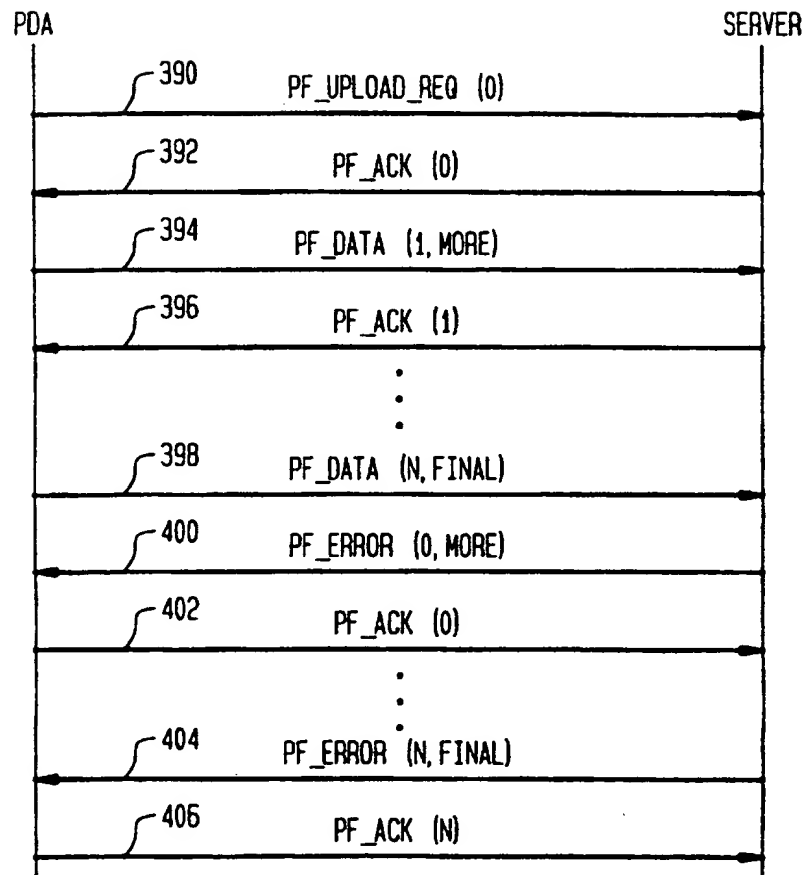 PDA SERVER
390 PF_UPLOAD_REQ (0)
392 PF_ACK (0)
394 PF_DATA (1, MORE)
396 PF_ACK (1)
398 PF_DATA (N, FINAL)
400 PF_ERROR (0, MORE)
402 PF_ACK (0)
404 PF_ERROR (N, FINAL)
406 PF_ACK (N)